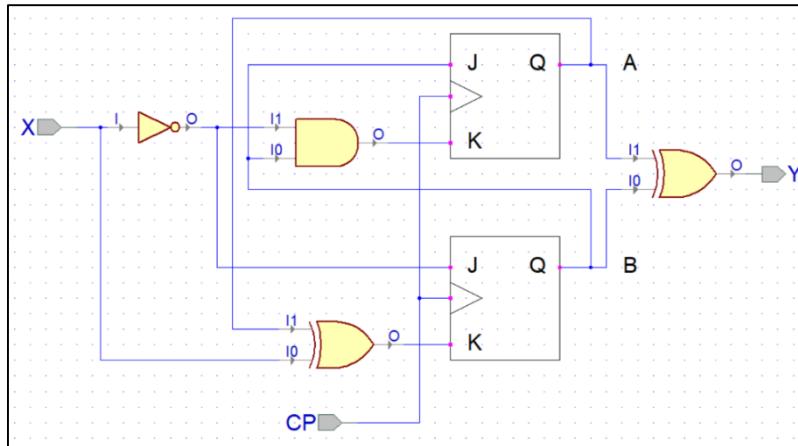 J Q A
X I O I1
I0 O K
I1
I0 O Y
J Q B
I1
I0 O K
CP